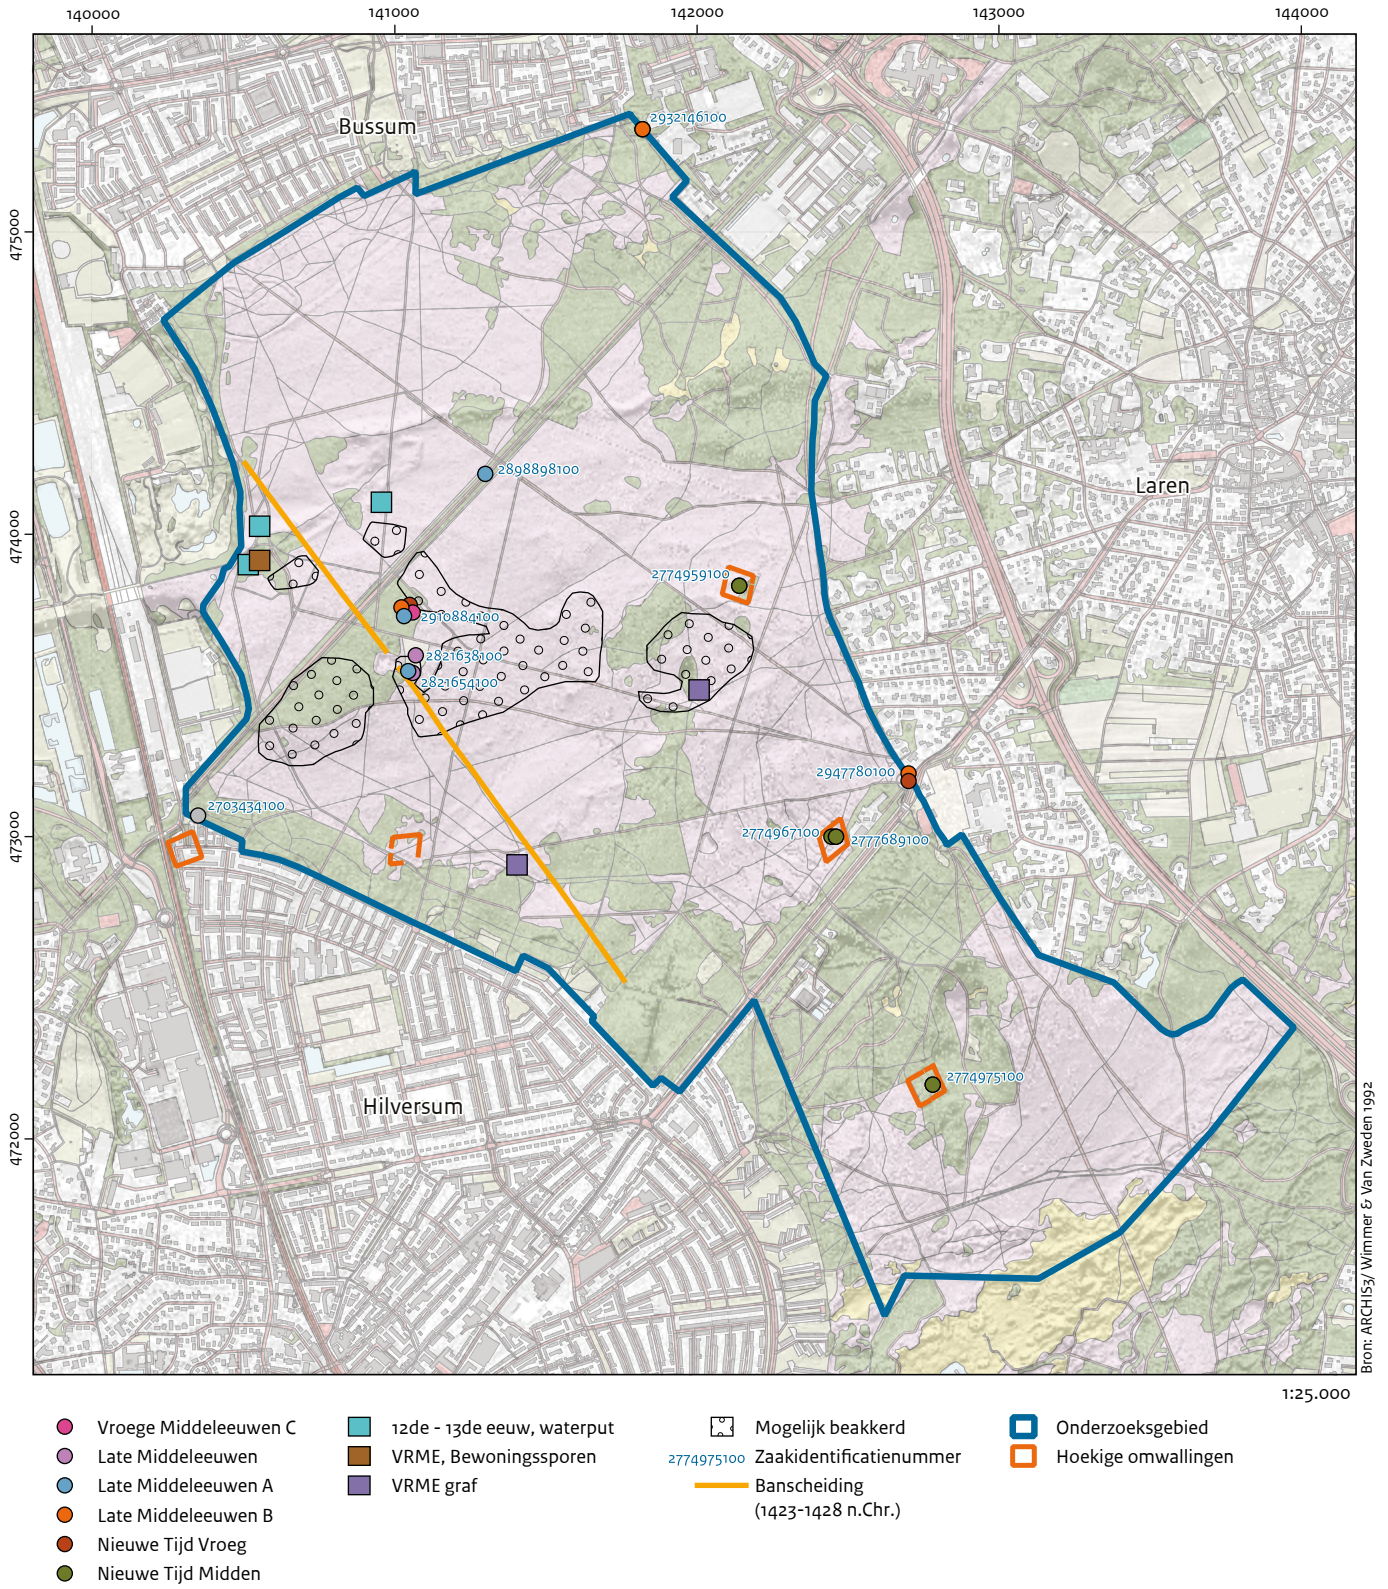 140000
141000
142000
143000
144000
475000
474000
473000
472000
Bussum
2932146100
2898898100
Laren
2774959100
2910884100
2821638100
2821654100
2947780100
2703434100
2774967100
2777689100
2774975100
Hilversum
Bron: ARCHIS3/ Wimmer & Van Zweden 1992
1:25.000
Vroege Middeleeuwen C
Late Middeleeuwen
Late Middeleeuwen A
Late Middeleeuwen B
Nieuwe Tijd Vroeg
Nieuwe Tijd Midden
12de - 13de eeuw, waterput
VRME, Bewoningssporen
VRME graf
Mogelijk beakkerd
2774975100 Zaakidentificatienummer
Banscheiding
(1423-1428 n.Chr.)
Onderzoeksgebied
Hoekige omwallingen